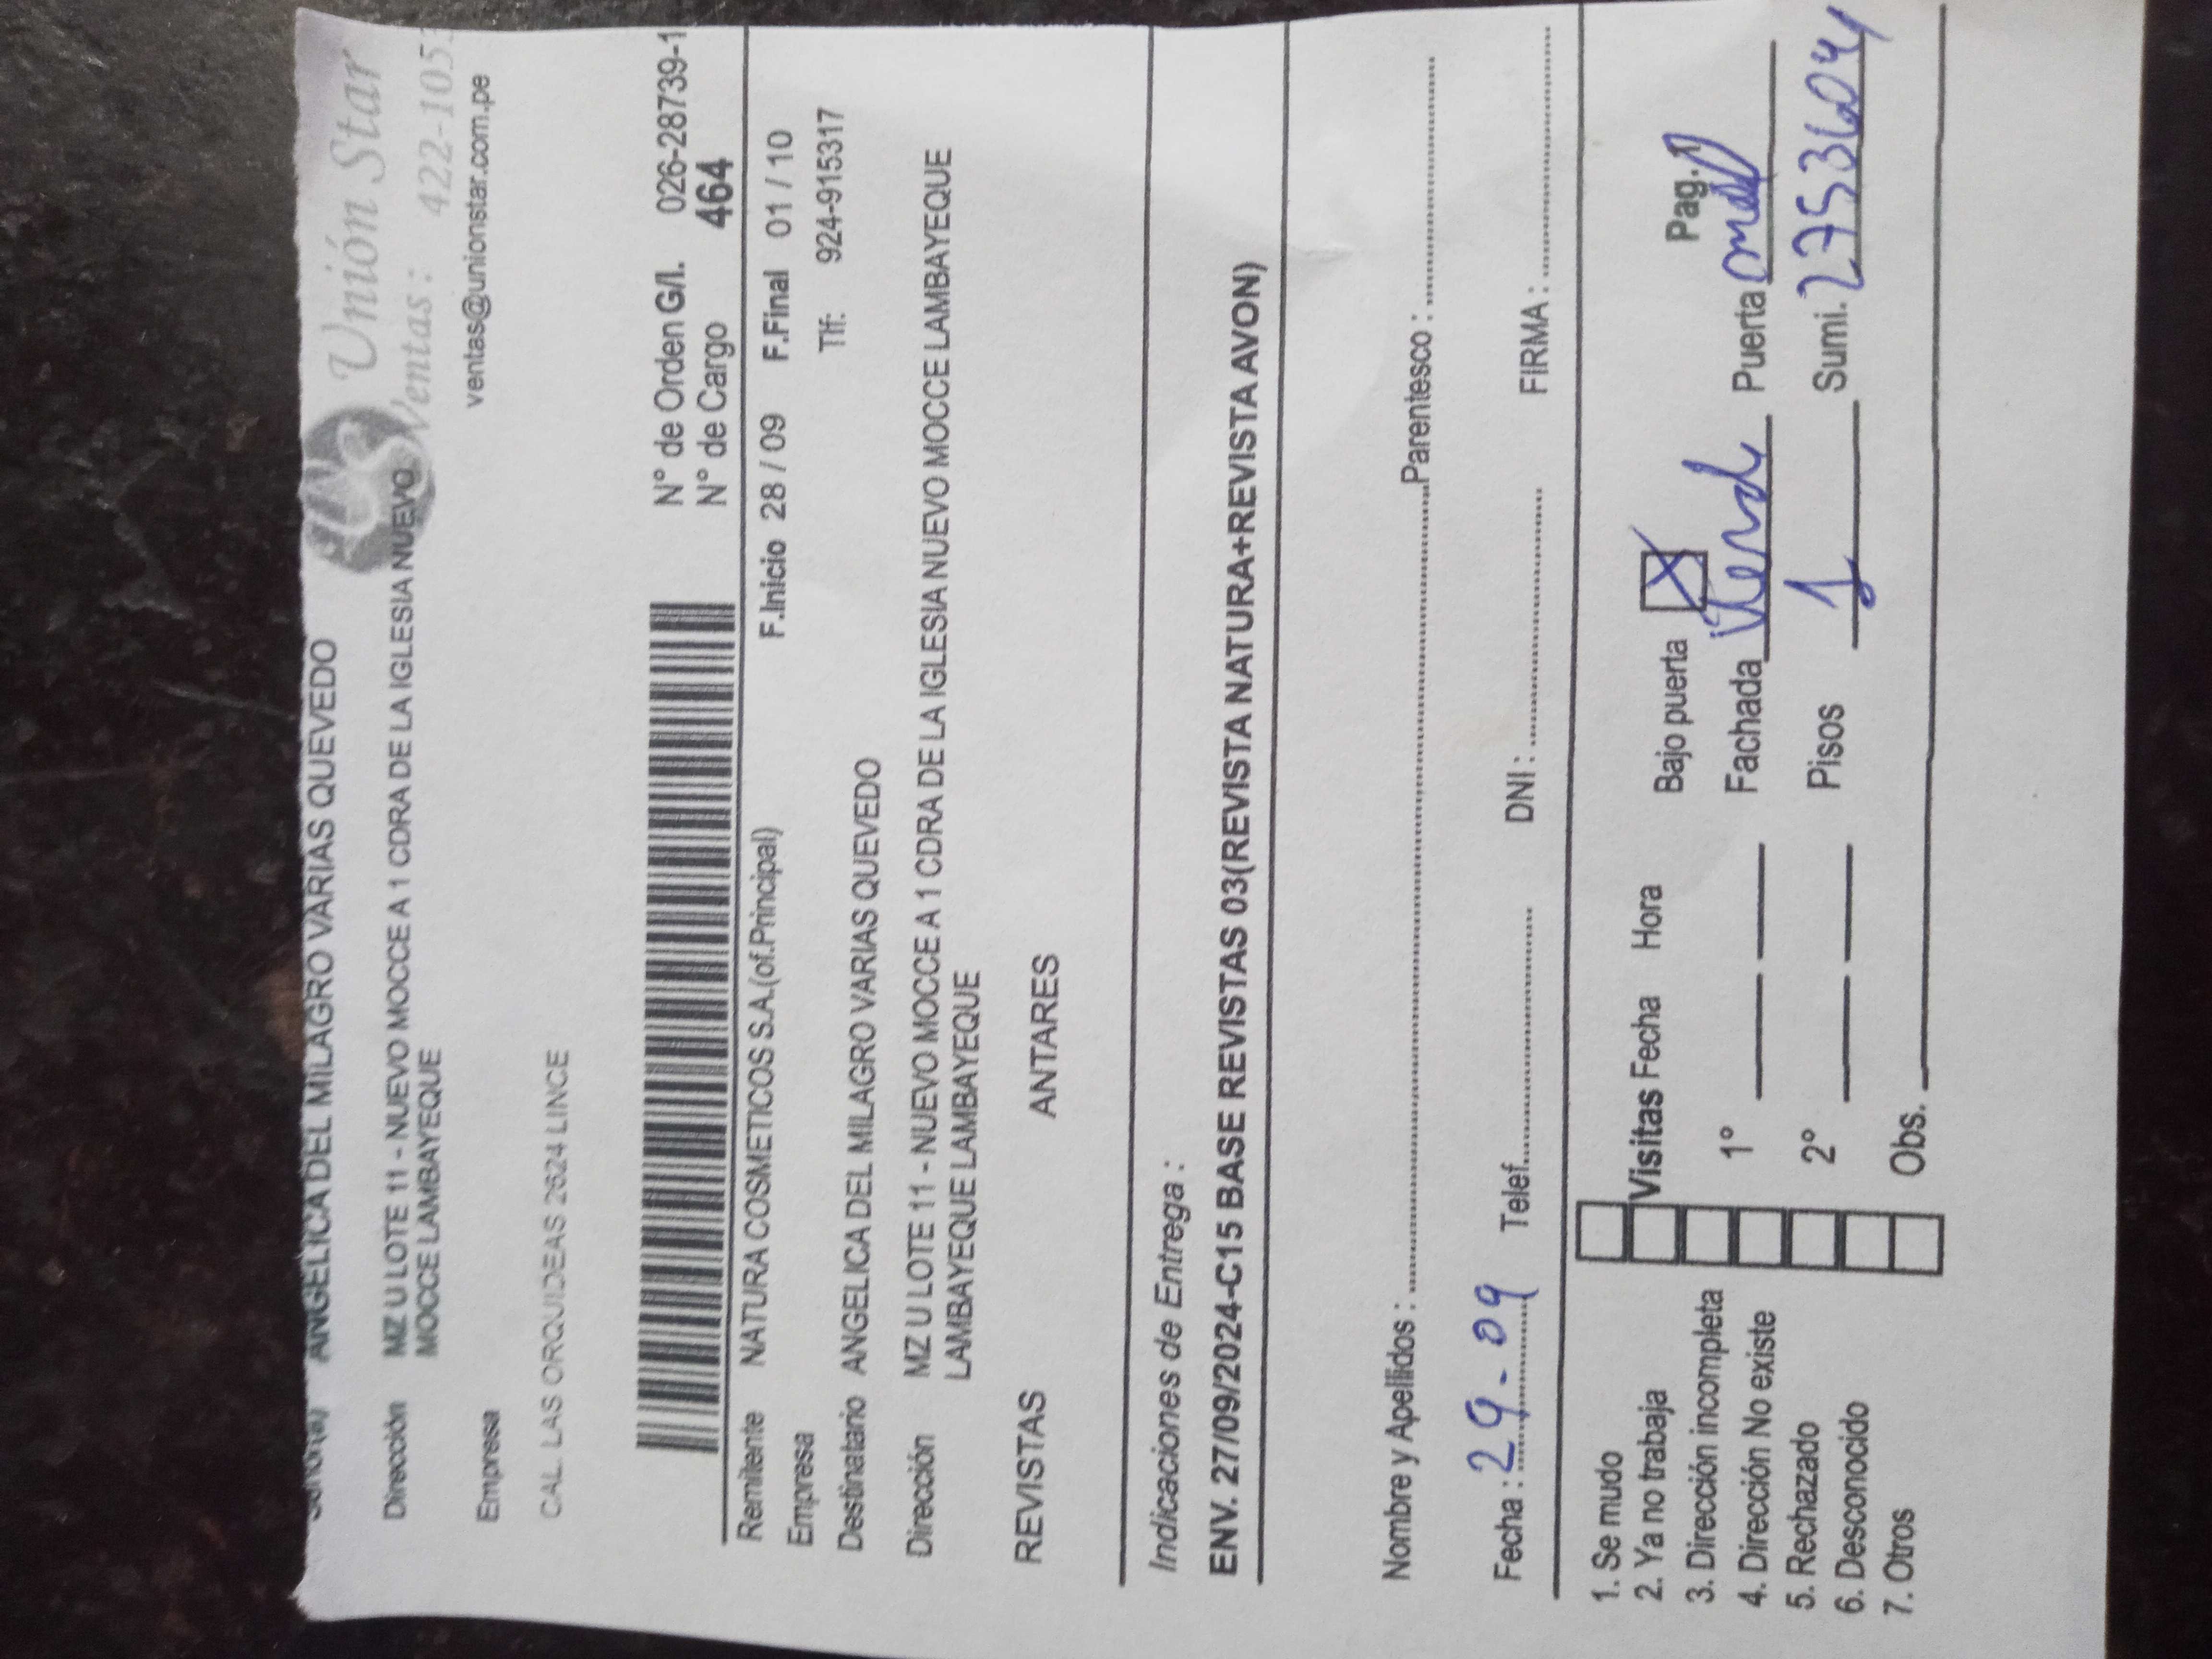 Señor(a) ANGELICA DEL MILAGRO VARIAS QUEVEDO
Unión Star
Dirección MZ U LOTE 11 - NUEVO MOCCE A 1 CDRA DE LA IGLESIA NUEVO
MOCCE LAMBAYEQUE
Ventas: 422-105
ventas@unionstar.com.pe
Empresa
CAL. LAS ORQUIDEAS 2624 LINCE
N° de Orden G/I. 026-28739-1
N° de Cargo 464
Remitente NATURA COSMETICOS S.A.(of.Principal) F.Inicio 28 / 09 F.Final 01 / 10
Empresa Tlf: 924-915317
Destinatario ANGELICA DEL MILAGRO VARIAS QUEVEDO
Dirección MZ U LOTE 11 - NUEVO MOCCE A 1 CDRA DE LA IGLESIA NUEVO MOCCE LAMBAYEQUE
LAMBAYEQUE LAMBAYEQUE
REVISTAS ANTARES
Indicaciones de Entrega :
ENV. 27/09/2024-C15 BASE REVISTAS 03(REVISTA NATURA+REVISTA AVON)
Nombre y Apellidos : Parentesco :
Fecha : 29-09 Telef. DNI : FIRMA :
1. Se mudo
2. Ya no trabaja
3. Dirección incompleta
4. Dirección No existe
5. Rechazado
6. Desconocido
7. Otros
Visitas Fecha Hora
1°
2°
Obs.
Bajo puerta X Pag.1
Fachada Puerta
Pisos 1 Sumi.